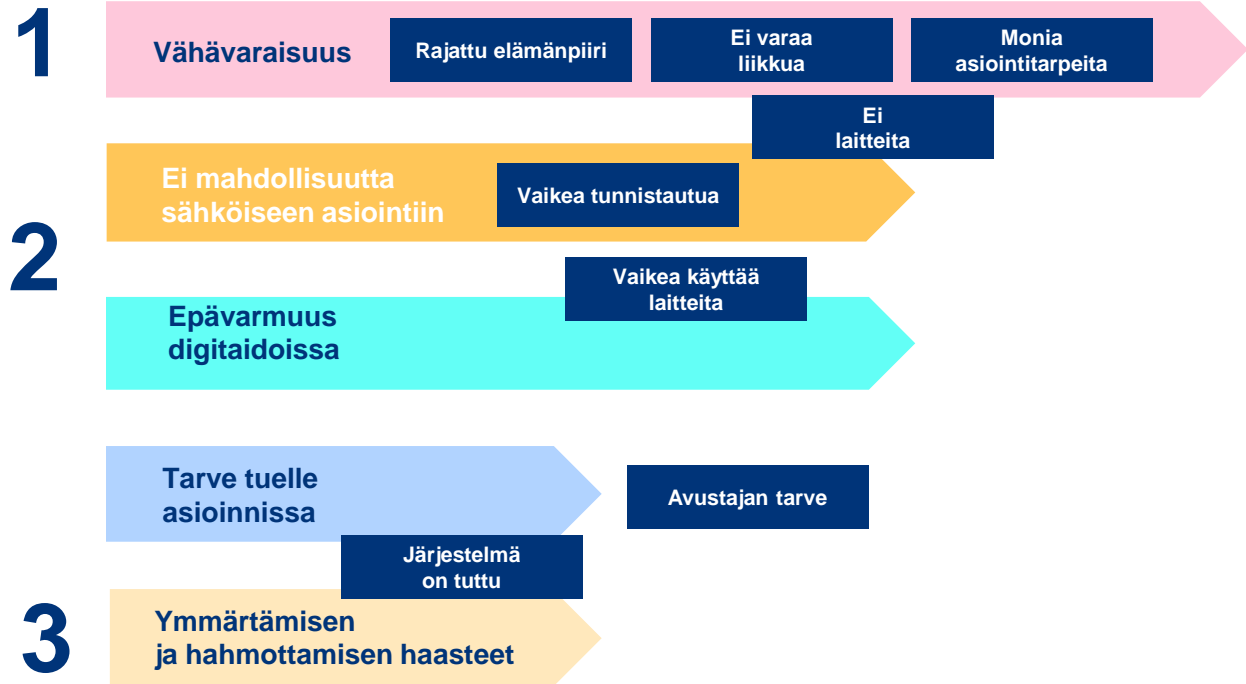 1
Vähävaraisuus
Rajattu elämänpiiri
Ei varaa
liikkua
Monia
asiointitarpeita
Ei
laitteita
2
Ei mahdollisuutta
sähköiseen asiointiin
Vaikea tunnistautua
Vaikea käyttää
laitteita
Epävarmuus
digitaidoissa
Tarve tuelle
asioinnissa
Avustajan tarve
Järjestelmä
on tuttu
3
Ymmärtämisen
ja hahmottamisen haasteet